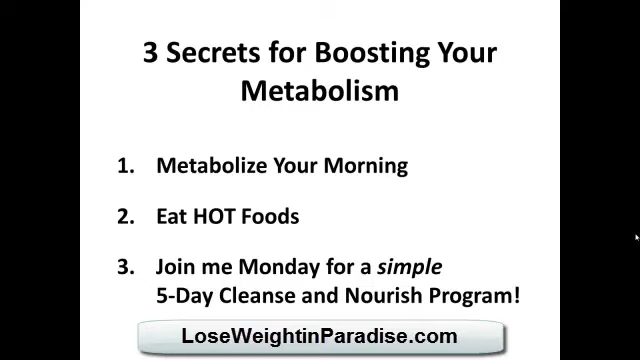 3 Secrets for Boosting Your
Metabolism
1. Metabolize Your Morning
2. Eat HOT Foods
3. Join me Monday for a simple
5-Day Cleanse and Nourish Program!
LoseWeightinParadise.com